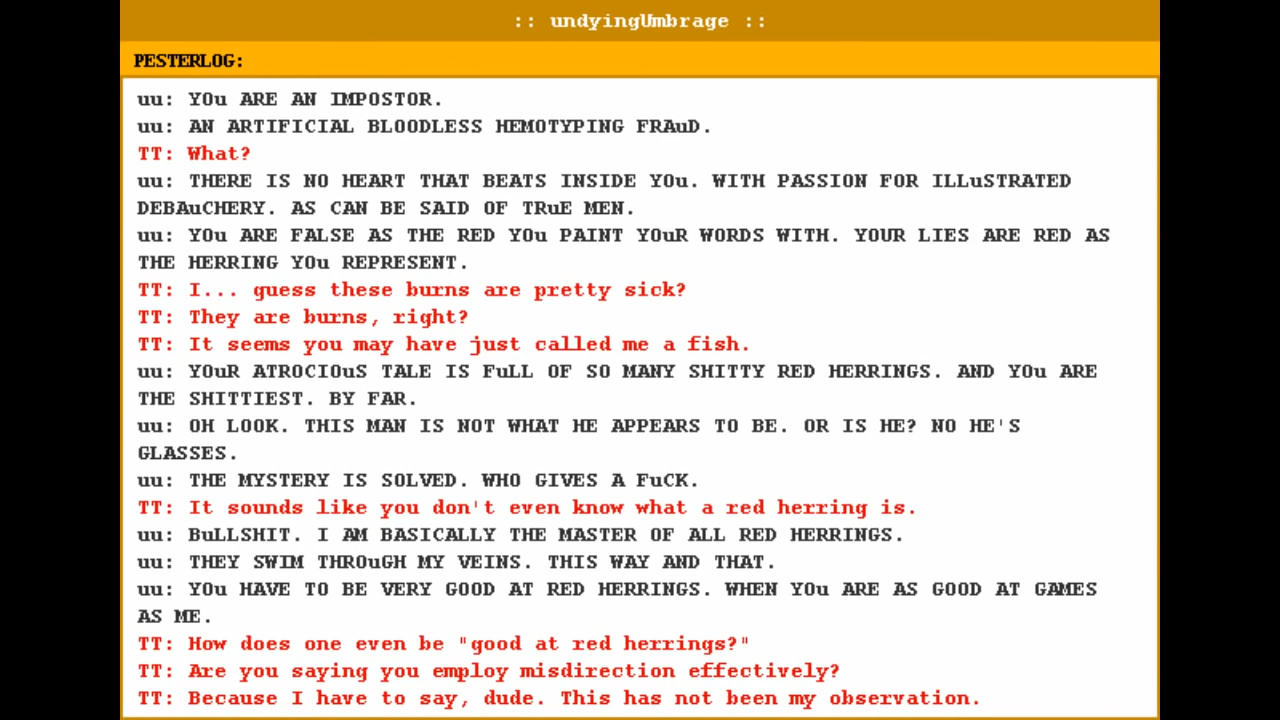 :: undyingUmbrage ::
PESTERLOG:
uu: YOu ARE AN IMPOSTOR.
uu: AN ARTIFICIAL BLOODLESS HEMOTYPING FRAuD.
TT: What?
uu: THERE IS NO HEART THAT BEATS INSIDE YOu. WITH PASSION FOR ILLuSTRATED
DEBAuCHERY. AS CAN BE SAID OF TRuE MEN.
uu: YOu ARE FALSE AS THE RED YOu PAINT YOuR WORDS WITH. YOUR LIES ARE RED AS
THE HERRING YOu REPRESENT.
TT: I... guess these burns are pretty sick?
TT: They are burns, right?
TT: It seems you may have just called me a fish.
uu: YOuR ATROCIOuS TALE IS FuLL OF SO MANY SHITTY RED HERRINGS. AND YOu ARE
THE SHITTIEST. BY FAR.
uu: OH LOOK. THIS MAN IS NOT WHAT HE APPEARS TO BE. OR IS HE? NO HE'S
GLASSES.
uu: THE MYSTERY IS SOLVED. WHO GIVES A FuCK.
TT: It sounds like you don't even know what a red herring is.
uu: BuLLSHIT. I AM BASICALLY THE MASTER OF ALL RED HERRINGS.
uu: THEY SWIM THROuGH MY VEINS. THIS WAY AND THAT.
uu: YOu HAVE TO BE VERY GOOD AT RED HERRINGS. WHEN YOu ARE AS GOOD AT GAMES
AS ME.
TT: How does one even be "good at red herrings?"
TT: Are you saying you employ misdirection effectively?
TT: Because I have to say, dude. This has not been my observation.